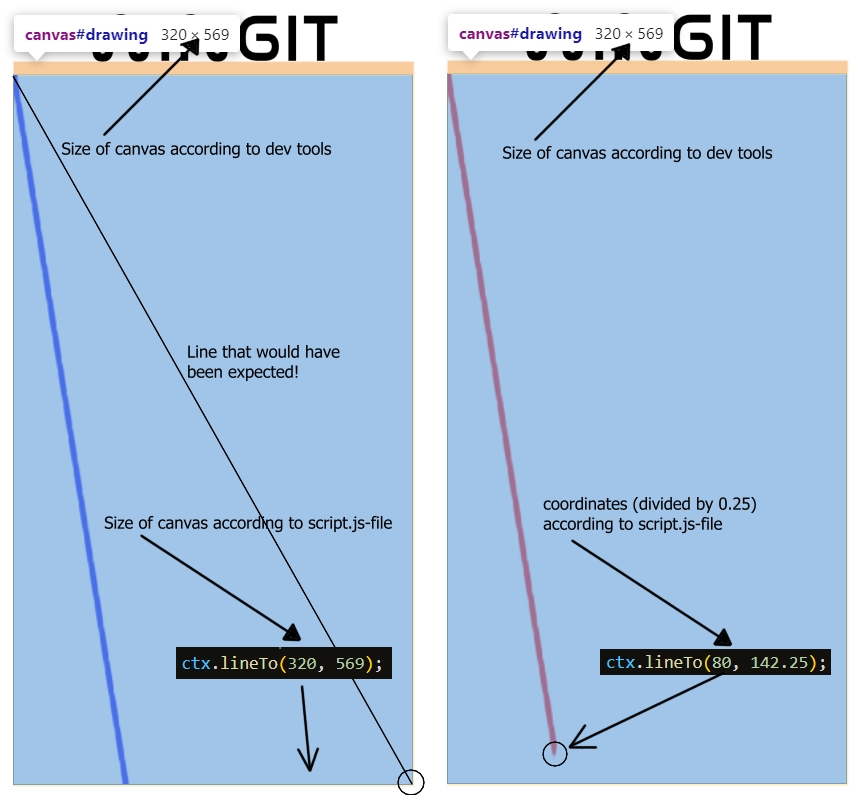 canvas#drawing 320 × 569
GIT
Size of canvas according to dev tools
Line that would have
been expected!
Size of canvas according to script.js-file
ctx.lineTo(320, 569);
canvas#drawing 320 × 569
GIT
Size of canvas according to dev tools
coordinates (divided by 0.25)
according to script.js-file
ctx.lineTo(80, 142.25);